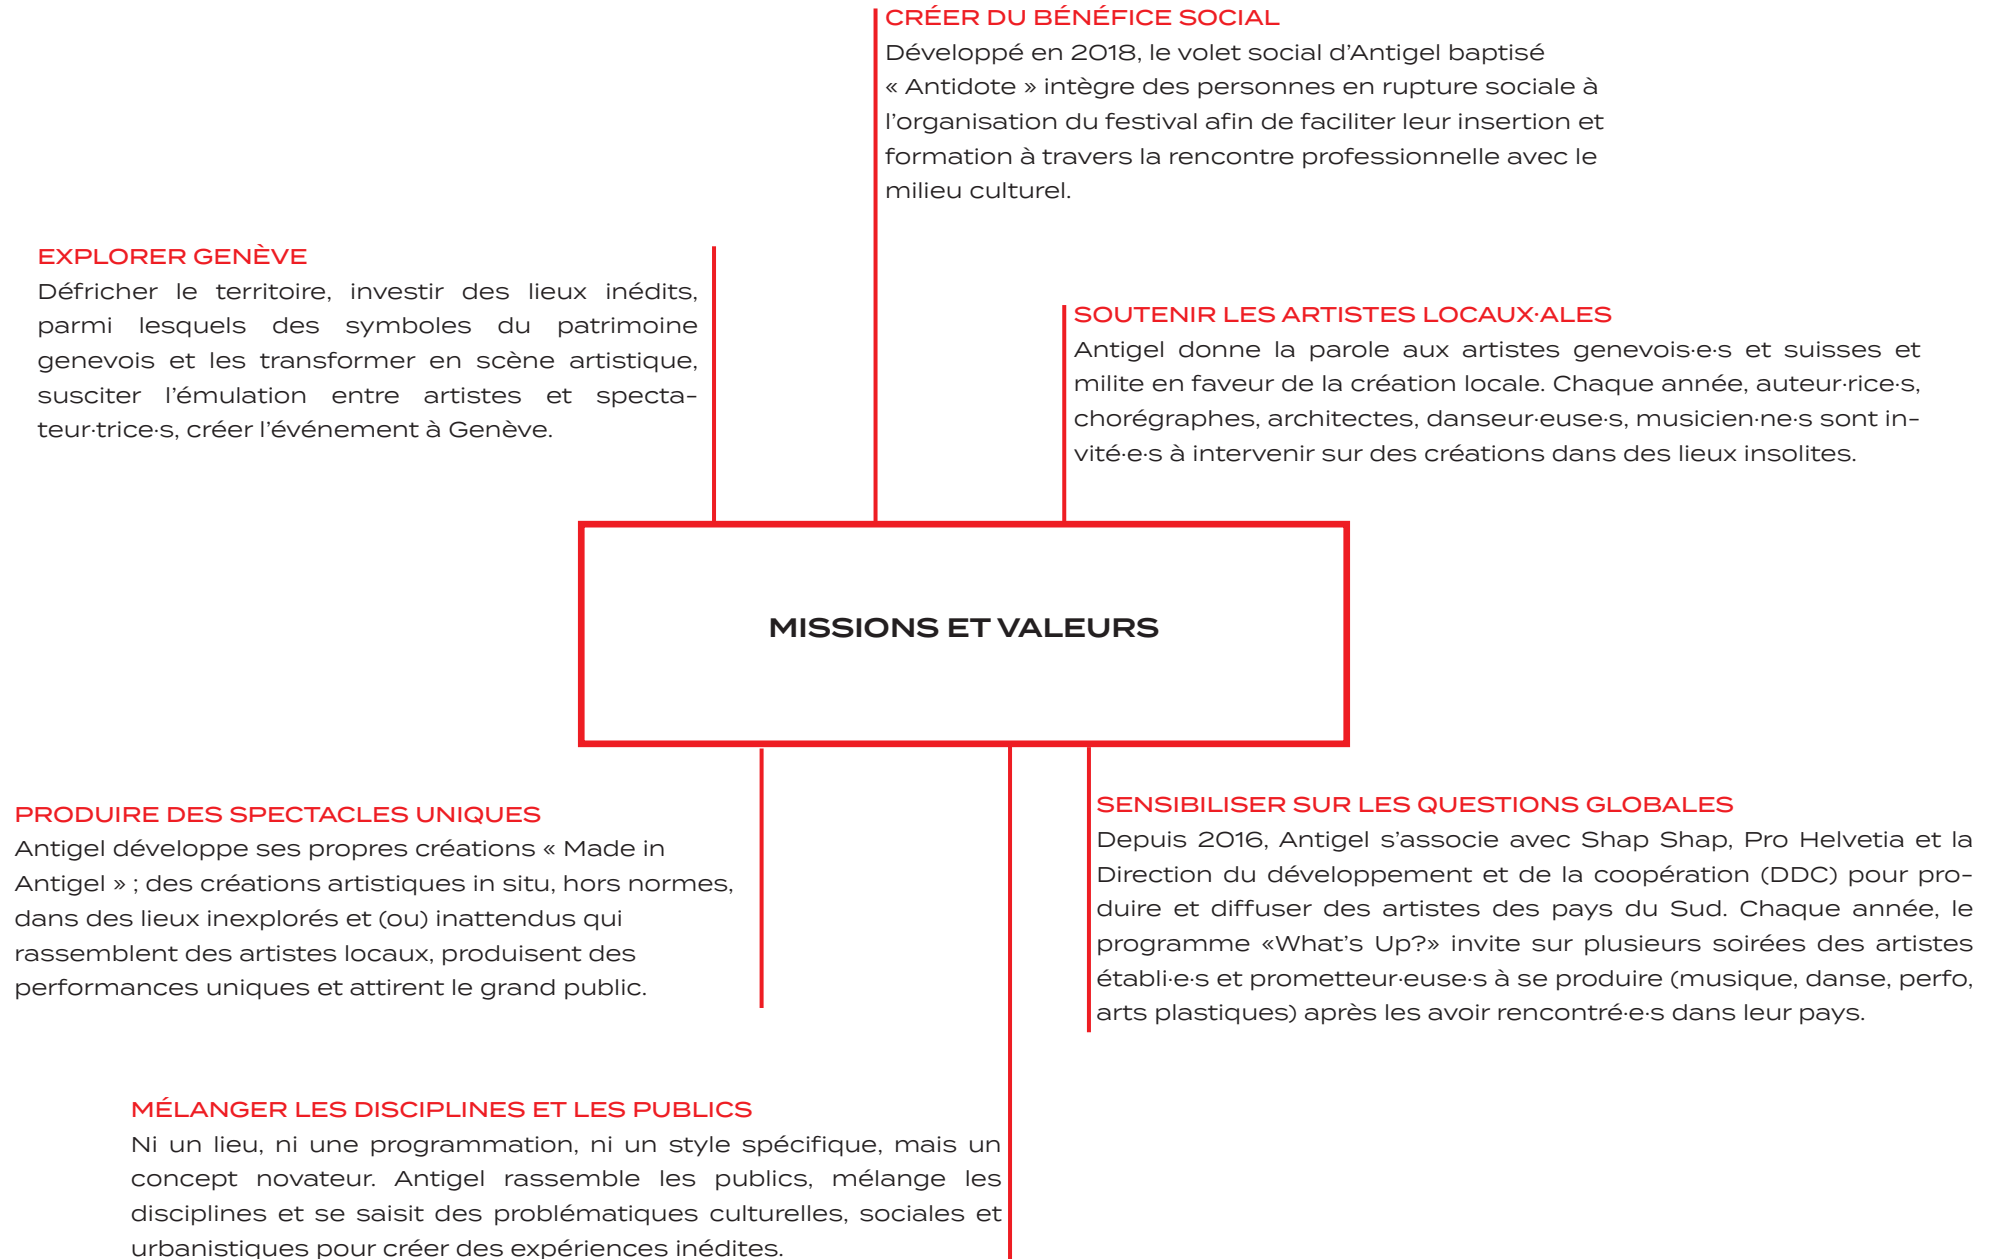 CRÉER DU BÉNÉFICE SOCIAL
Développé en 2018, le volet social d’Antigel baptisé
« Antidote » intègre des personnes en rupture sociale à
l’organisation du festival afin de faciliter leur insertion et
formation à travers la rencontre professionnelle avec le
milieu culturel.
EXPLORER GENÈVE
Défricher le territoire, investir des lieux inédits,
parmi lesquels des symboles du patrimoine
genevois et les transformer en scène artistique,
susciter l’émulation entre artistes et specta-
teur·trice·s, créer l’événement à Genève.
SOUTENIR LES ARTISTES LOCAUX·ALES
Antigel donne la parole aux artistes genevois·e·s et suisses et
milite en faveur de la création locale. Chaque année, auteur·rice·s,
chorégraphes, architectes, danseur·euse·s, musicien·ne·s sont in-
vité·e·s à intervenir sur des créations dans des lieux insolites.
MISSIONS ET VALEURS
PRODUIRE DES SPECTACLES UNIQUES
Antigel développe ses propres créations « Made in
Antigel » ; des créations artistiques in situ, hors normes,
dans des lieux inexplorés et (ou) inattendus qui
rassemblent des artistes locaux, produisent des
performances uniques et attirent le grand public.
SENSIBILISER SUR LES QUESTIONS GLOBALES
Depuis 2016, Antigel s’associe avec Shap Shap, Pro Helvetia et la
Direction du développement et de la coopération (DDC) pour pro-
duire et diffuser des artistes des pays du Sud. Chaque année, le
programme «What’s Up?» invite sur plusieurs soirées des artistes
établi·e·s et prometteur·euse·s à se produire (musique, danse, perfo,
arts plastiques) après les avoir rencontré·e·s dans leur pays.
MÉLANGER LES DISCIPLINES ET LES PUBLICS
Ni un lieu, ni une programmation, ni un style spécifique, mais un
concept novateur. Antigel rassemble les publics, mélange les
disciplines et se saisit des problématiques culturelles, sociales et
urbanistiques pour créer des expériences inédites.